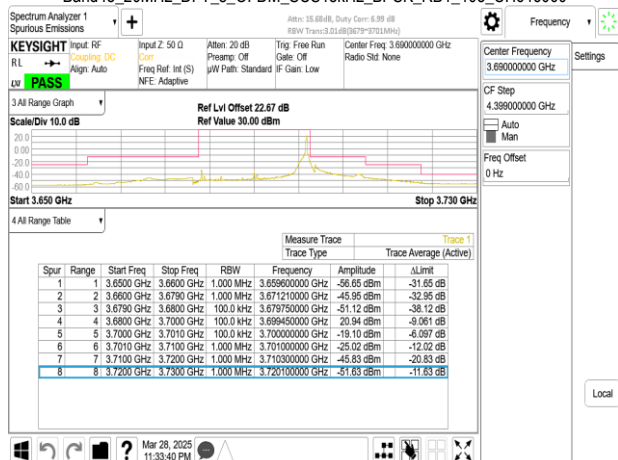 Spectrum Analyzer 1
Spurious Emissions
Attn: 15.68dB, Duty Corr: 6.99 dB
RBW Trans:3.01dB(3679~3701MHz)
Frequency
KEYSIGHT Input: RF Input Z: 50 Ω Atten: 20 dB Trig: Free Run Center Freq: 3.690000000 GHz
RL Coupling: DC Corr Preamp: Off Gate: Off Radio Std: None
Align: Auto Freq Ref: Int (S) µW Path: Standard IF Gain: Low
NFE: Adaptive
PASS
Center Frequency
3.690000000 GHz
Settings
CF Step
4.399000000 GHz
Auto
Man
Freq Offset
0 Hz
3 All Range Graph
Ref Lvl Offset 22.67 dB
Scale/Div 10.0 dB Ref Value 30.00 dBm
20.0
0.00
-20.0
-40.0
-60.0
Start 3.650 GHz Stop 3.730 GHz
4 All Range Table
Measure Trace Trace 1
Trace Type Trace Average (Active)
Spur Range Start Freq Stop Freq RBW Frequency Amplitude ΔLimit
1 1 3.6500 GHz 3.6600 GHz 1.000 MHz 3.659600000 GHz -56.65 dBm -31.65 dB
2 2 3.6600 GHz 3.6790 GHz 1.000 MHz 3.671210000 GHz -45.95 dBm -32.95 dB
3 3 3.6790 GHz 3.6800 GHz 100.0 kHz 3.679750000 GHz -51.12 dBm -38.12 dB
4 4 3.6800 GHz 3.7000 GHz 100.0 kHz 3.699450000 GHz 20.94 dBm -9.061 dB
5 5 3.7000 GHz 3.7010 GHz 100.0 kHz 3.700000000 GHz -19.10 dBm -6.097 dB
6 6 3.7010 GHz 3.7100 GHz 1.000 MHz 3.701000000 GHz -25.02 dBm -12.02 dB
7 7 3.7100 GHz 3.7200 GHz 1.000 MHz 3.710300000 GHz -45.83 dBm -20.83 dB
8 8 3.7200 GHz 3.7300 GHz 1.000 MHz 3.720100000 GHz -51.63 dBm -11.63 dB
Local
Mar 28, 2025
11:33:40 PM